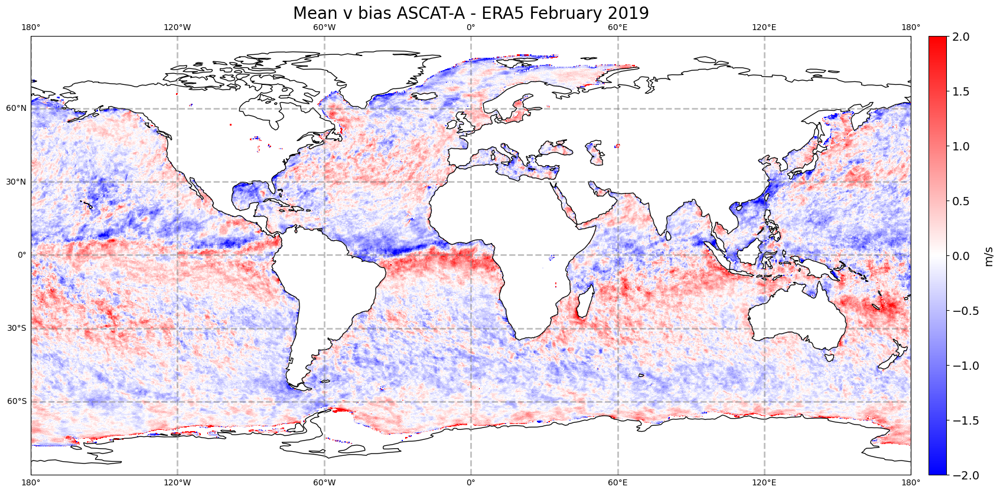 Mean v bias ASCAT-A - ERA5 February 2019
180° 120°W 60°W 0° 60°E 120°E 180°
2.0
1.5
60°N
1.0
30°N
0.5
0°
0.0
m/s
−0.5
30°S
−1.0
60°S
−1.5
−2.0
180° 120°W 60°W 0° 60°E 120°E 180°